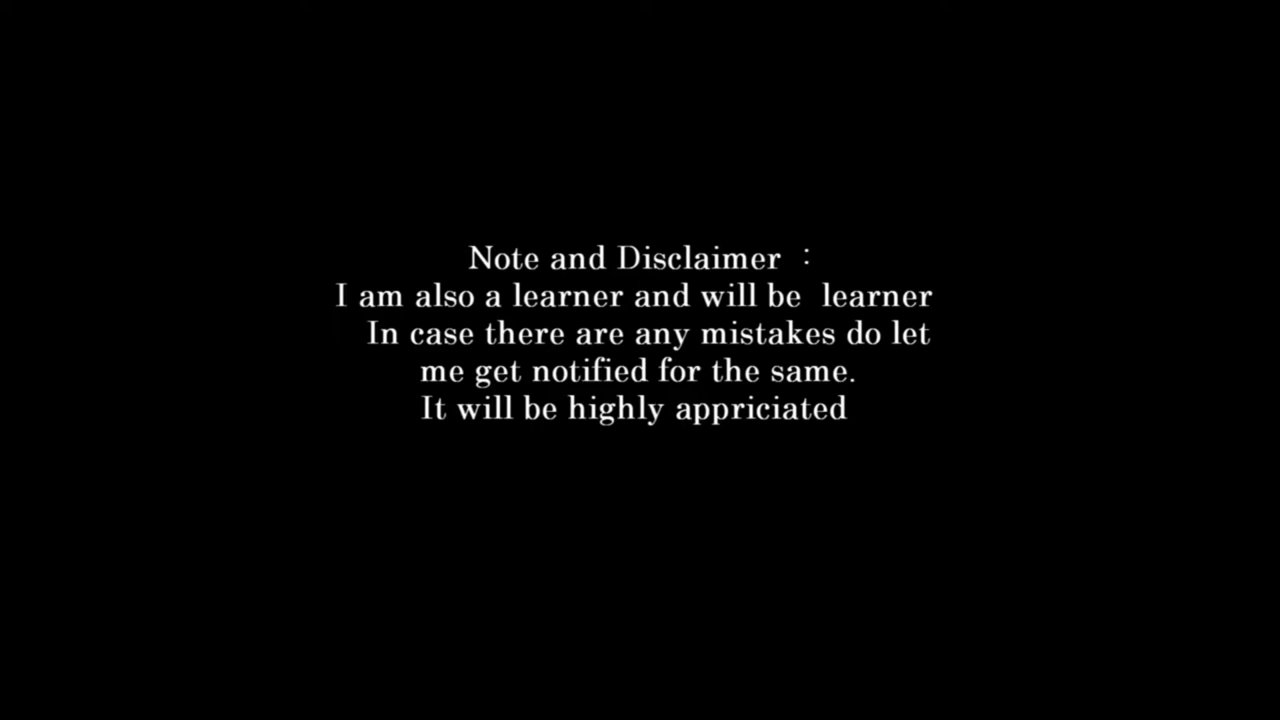 Note and Disclaimer :
I am also a learner and will be learner
In case there are any mistakes do let
me get notified for the same.
It will be highly appriciated